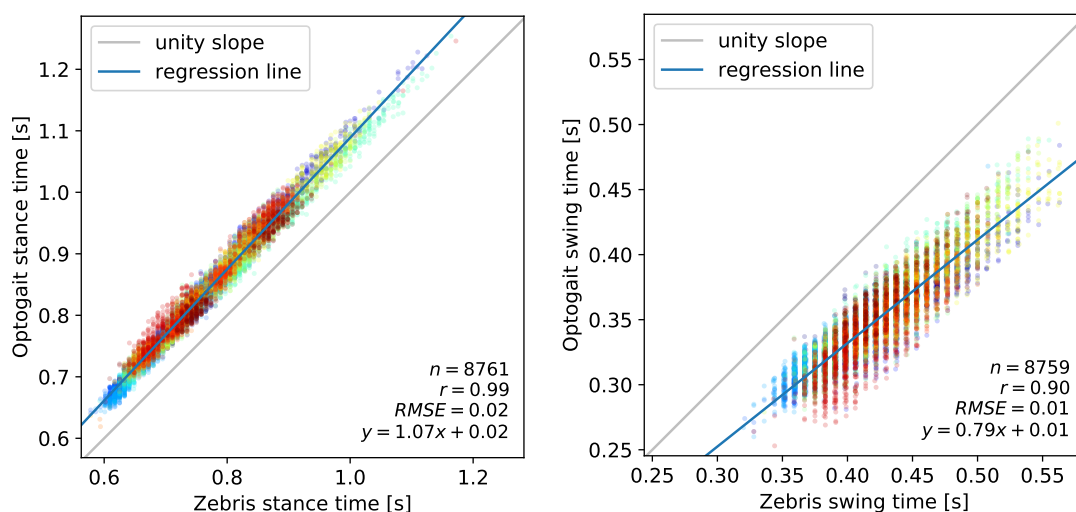 unity slope
regression line
1.2
1.1
1.0
0.9
0.8
0.7
0.6
Optogait stance time [s]
n = 8761
r = 0.99
RMSE = 0.02
y = 1.07x + 0.02
0.6 0.8 1.0 1.2
Zebris stance time [s]
unity slope
regression line
0.55
0.50
0.45
0.40
0.35
0.30
0.25
Optogait swing time [s]
n = 8759
r = 0.90
RMSE = 0.01
y = 0.79x + 0.01
0.25 0.30 0.35 0.40 0.45 0.50 0.55
Zebris swing time [s]